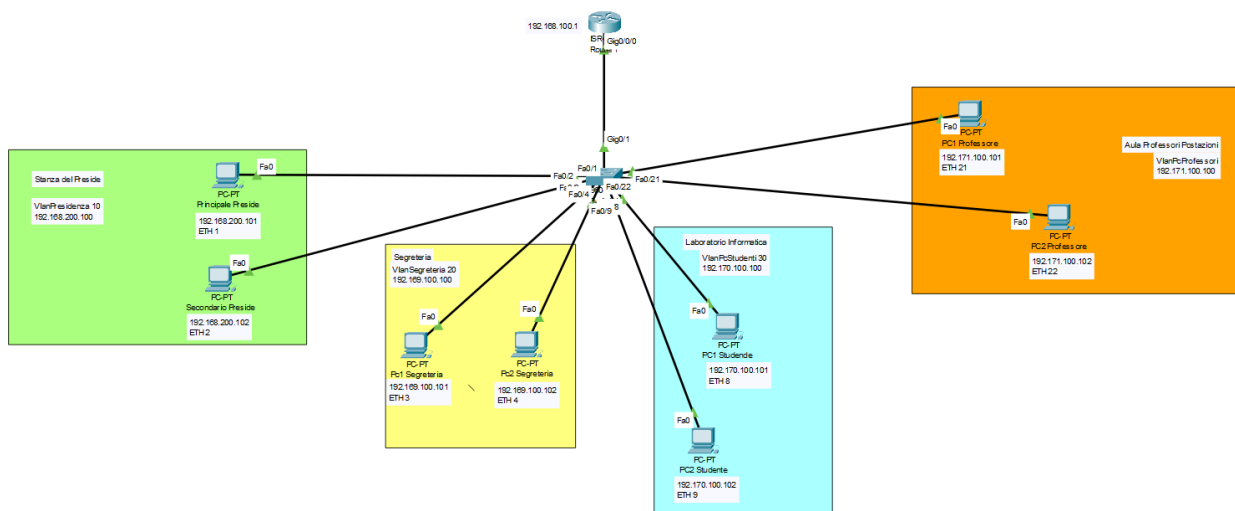 192.168.100.1
Gig0/0/0
ISR
Gig0/1
Fa0/1
Fa0/2
Fa0/4
Fa0/9
Fa0/22
Fa0/21
Stanza del Preside
VlanPresidenza 10
192.168.200.100
Fa0
PC-PT
Principale Preside
192.168.200.101
ETH 1
Fa0
PC-PT
Secondario Preside
192.168.200.102
ETH 2
Segreteria
VlanSegreteria 20
192.169.100.100
Fa0
PC-PT
Pc1 Segreteria
192.169.100.101
ETH 3
Fa0
PC-PT
Pc2 Segreteria
192.169.100.102
ETH 4
Laboratorio Informatica
VlanPcStudenti 30
192.170.100.100
Fa0
PC-PT
PC1 Studende
192.170.100.101
ETH 8
Fa0
PC-PT
PC2 Studente
192.170.100.102
ETH 9
Fa0
PC-PT
PC1 Professore
192.171.100.101
ETH 21
Aula Professori Postazioni
VlanPcProfessori
192.171.100.100
Fa0
PC-PT
PC2 Professore
192.171.100.102
ETH 22